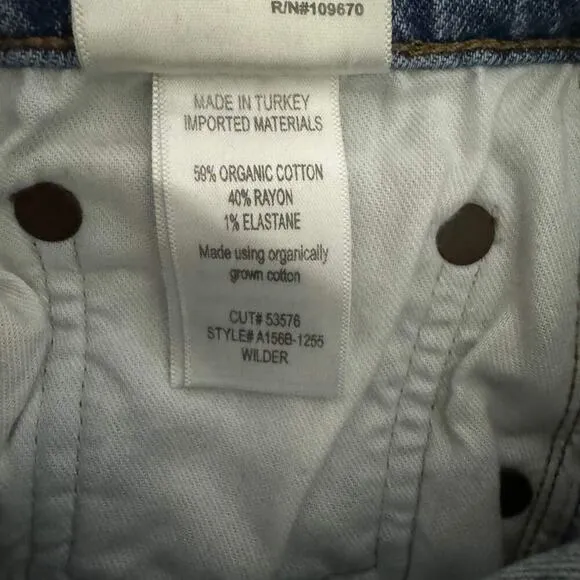 R/N#109670
MADE IN TURKEY
IMPORTED MATERIALS
59% ORGANIC COTTON
40% RAYON
1% ELASTANE
Made using organically
grown cotton
CUT# 53576
STYLE# A156B-1255
WILDER